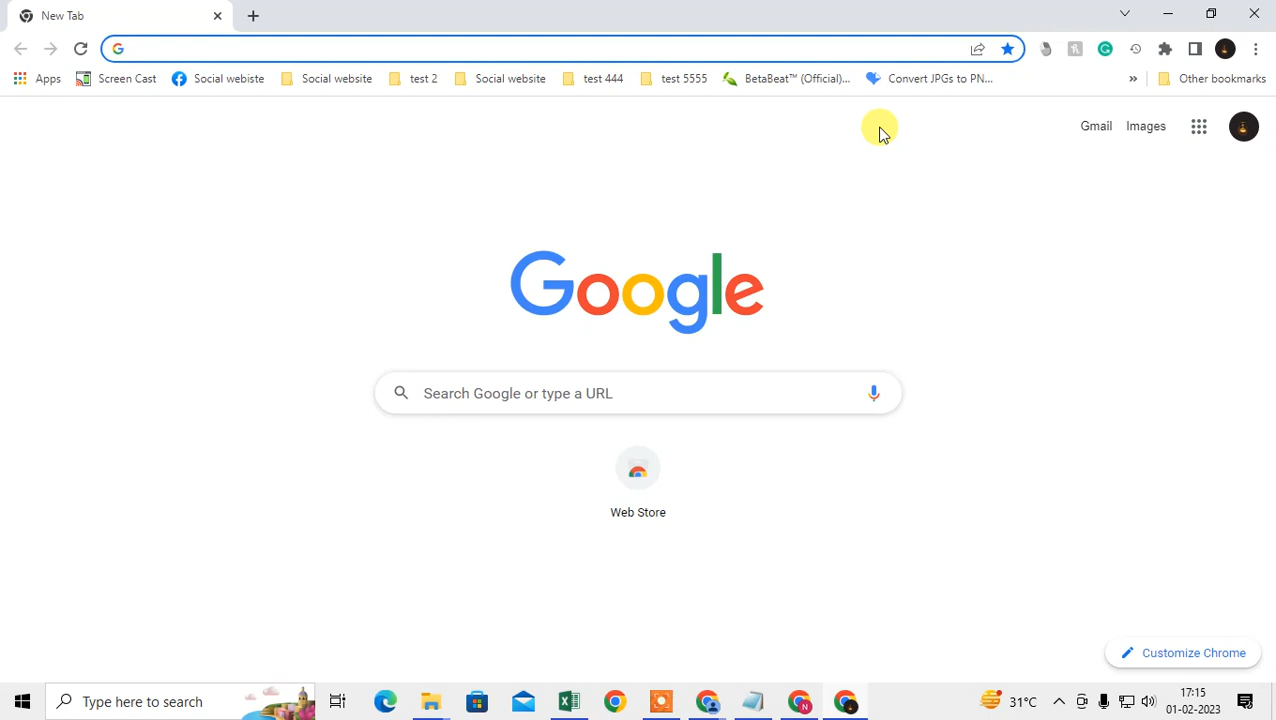 New Tab
Apps Screen Cast Social webiste Social website test 2 Social website test 444 test 5555 BetaBeat™ (Official)... Convert JPGs to PN... » Other bookmarks
Gmail Images
Google
Search Google or type a URL
Web Store
Customize Chrome
Type here to search
31°C
17:15
01-02-2023